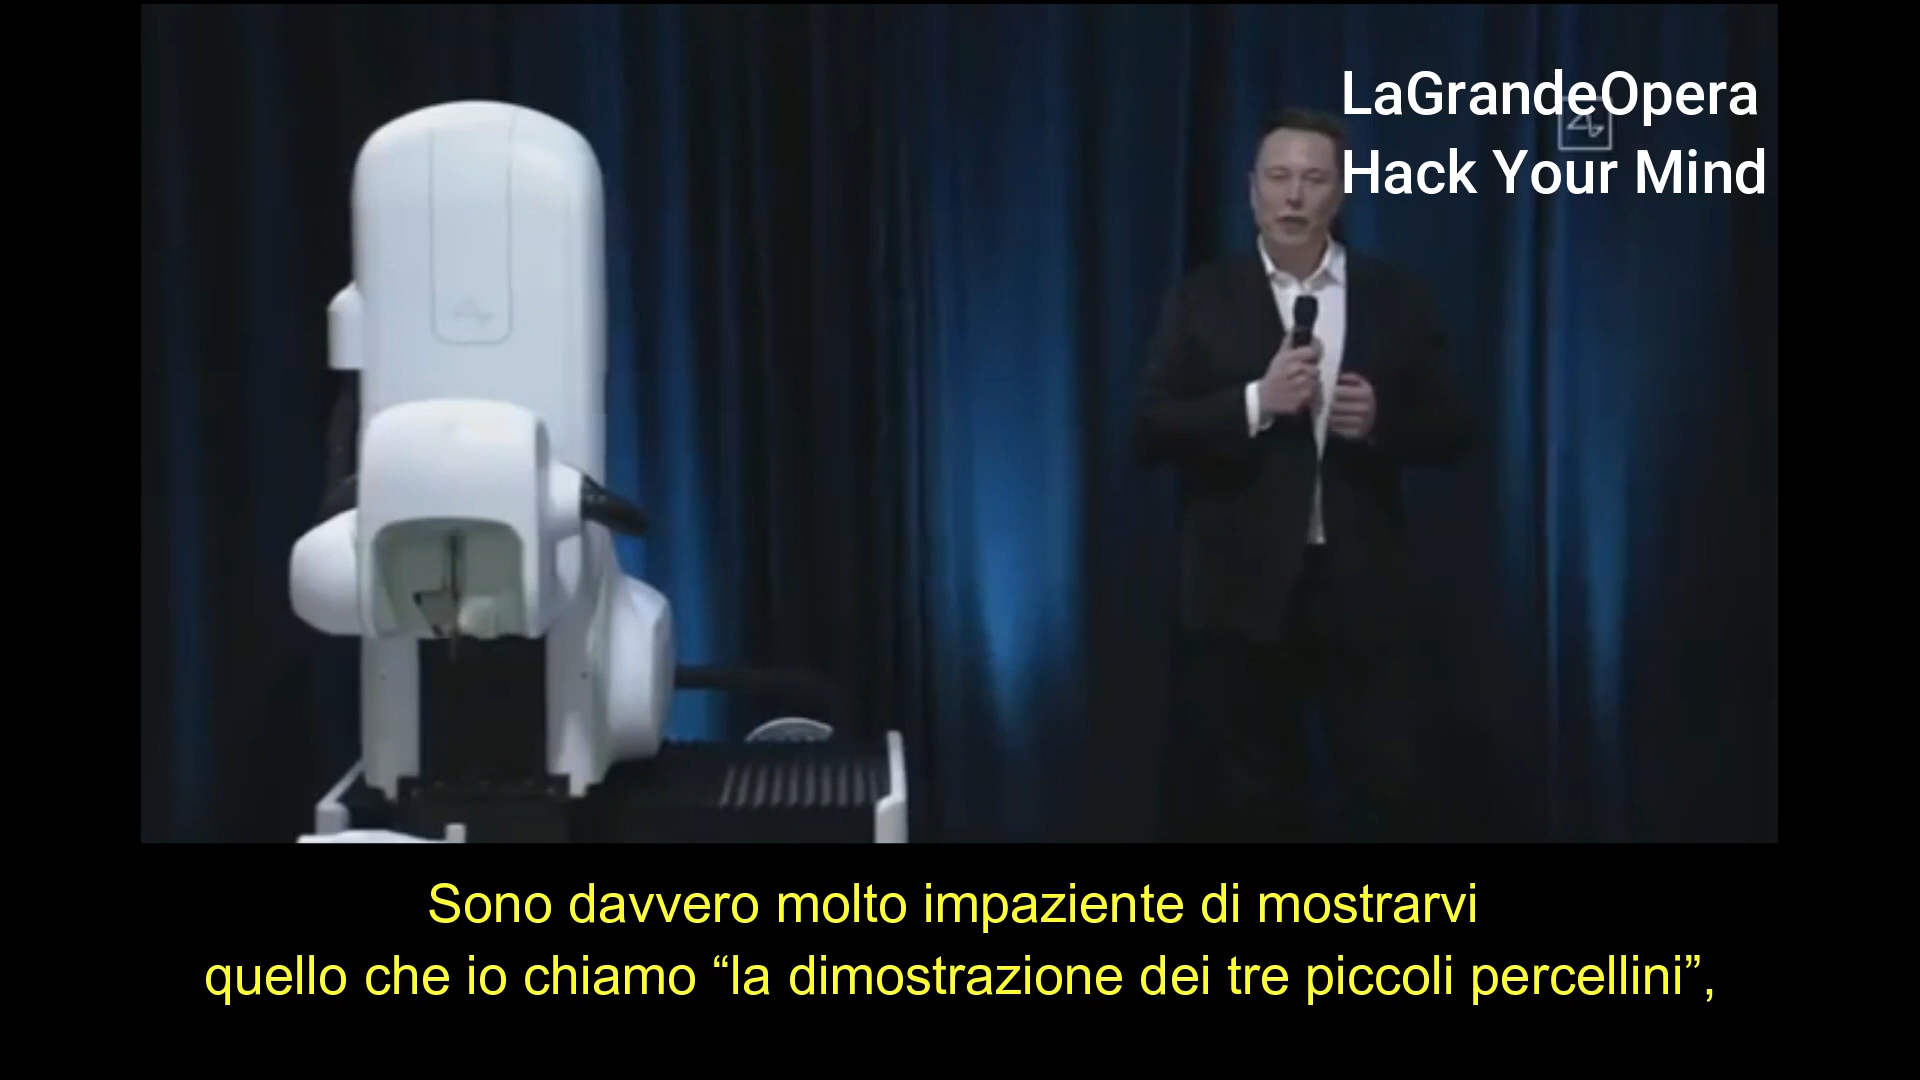 LaGrandeOpera
Hack Your Mind
Sono davvero molto impaziente di mostrarvi
quello che io chiamo “la dimostrazione dei tre piccoli percellini”,